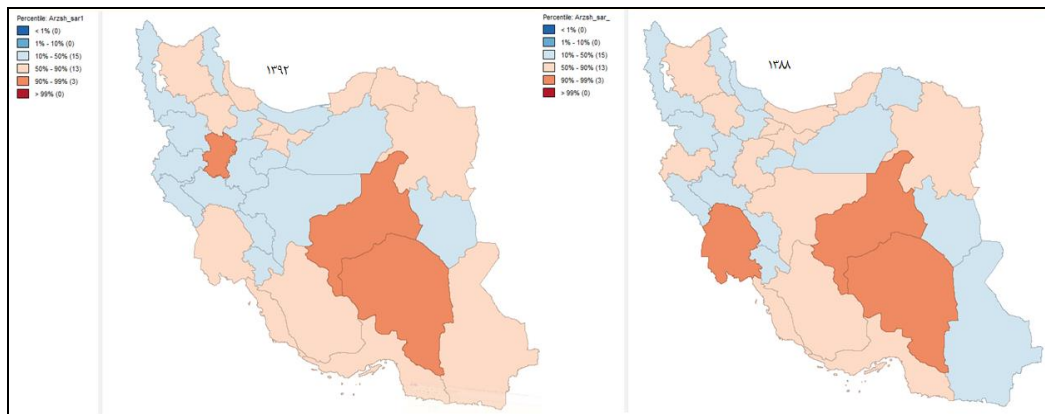 Percentile: Arzsh_sar1
< 1% (0)
1% - 10% (0)
10% - 50% (15)
50% - 90% (13)
90% - 99% (3)
> 99% (0)
۱۳۹۲
Percentile: Arzsh_sar_
< 1% (0)
1% - 10% (0)
10% - 50% (15)
50% - 90% (13)
90% - 99% (3)
> 99% (0)
۱۳۸۸